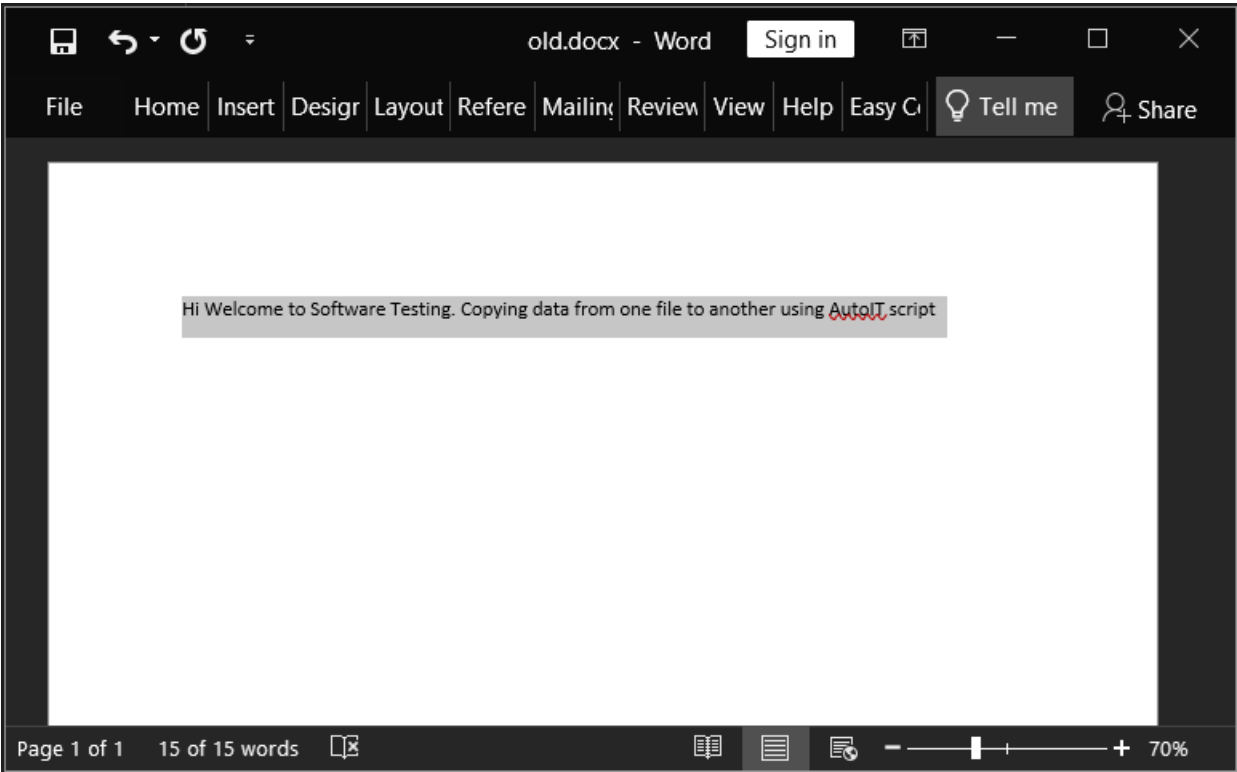 old.docx - Word Sign in
File Home Insert Desigr Layout Refere Mailing Review View Help Easy C Tell me Share
Hi Welcome to Software Testing. Copying data from one file to another using AutoIT script
Page 1 of 1 15 of 15 words 70%